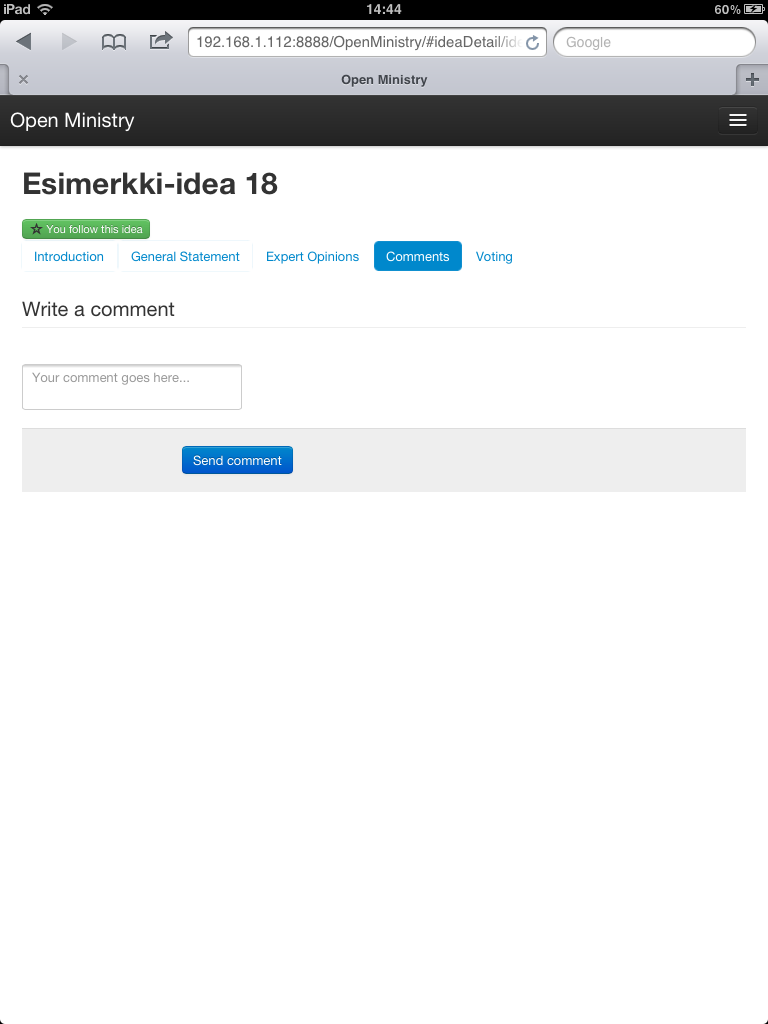 iPad 14:44 60%
192.168.1.112:8888/OpenMinistry/#ideaDetail/ide Google
Open Ministry
Open Ministry
Esimerkki-idea 18
You follow this idea
Introduction General Statement Expert Opinions Comments Voting
Write a comment
Your comment goes here...
Send comment